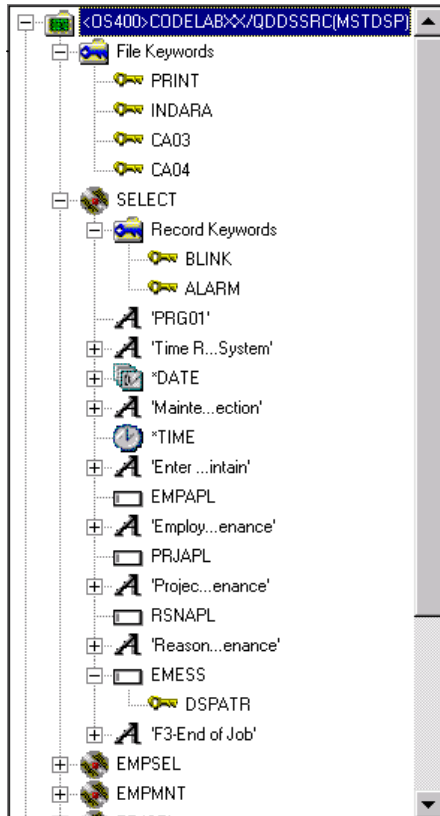 <OS400>CODELABXX/QDDSSRC(MSTDSP)
File Keywords
PRINT
INDARA
CA03
CA04
SELECT
Record Keywords
BLINK
ALARM
'PRG01'
'Time R...System'
*DATE
'Mainte...ection'
*TIME
'Enter ...intain'
EMPAPL
'Employ...enance'
PRJAPL
'Projec...enance'
RSNAPL
'Reason...enance'
EMESS
DSPATR
'F3-End of Job'
EMPSEL
EMPMNT